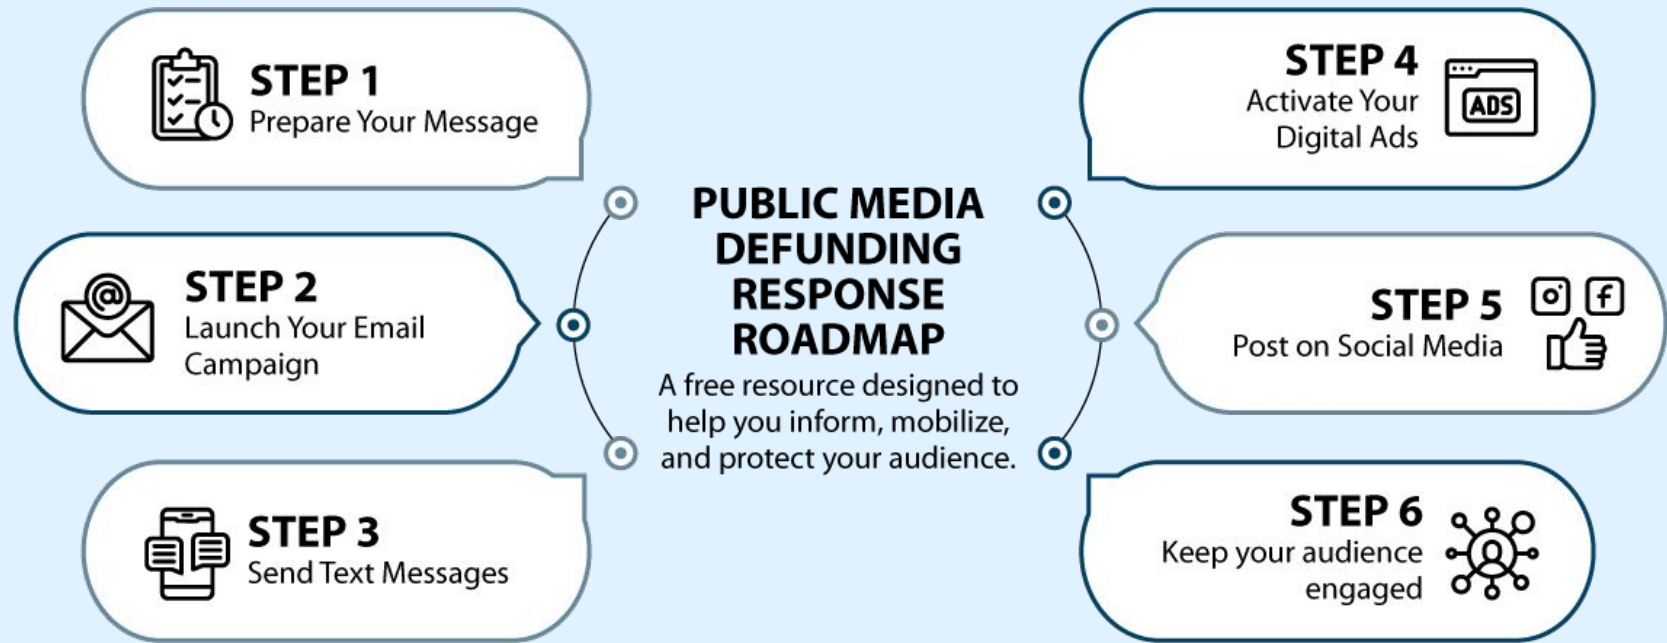 STEP 1
Prepare Your Message
STEP 2
Launch Your Email
Campaign
@
STEP 3
Send Text Messages
PUBLIC MEDIA
DEFUNDING
RESPONSE
ROADMAP
A free resource designed to
help you inform, mobilize,
and protect your audience.
STEP 4
Activate Your
Digital Ads
ADS
STEP 5
Post on Social Media
f
STEP 6
Keep your audience
engaged